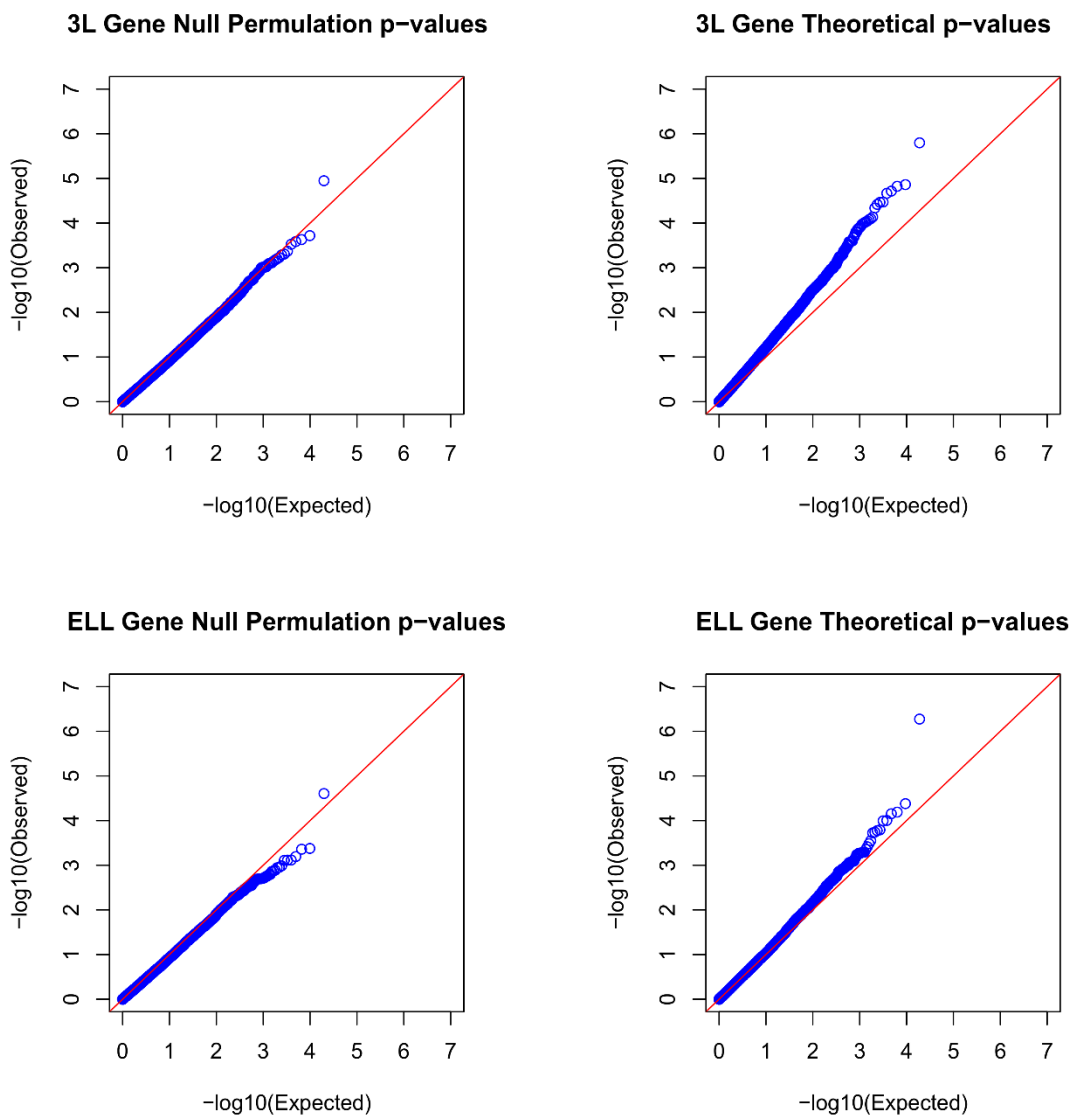 3L Gene Null Permulation p−values
−log10(Observed)
7
6
5
4
3
2
1
0
0 1 2 3 4 5 6 7
−log10(Expected)
3L Gene Theoretical p−values
−log10(Observed)
7
6
5
4
3
2
1
0
0 1 2 3 4 5 6 7
−log10(Expected)
ELL Gene Null Permulation p−values
−log10(Observed)
7
6
5
4
3
2
1
0
0 1 2 3 4 5 6 7
−log10(Expected)
ELL Gene Theoretical p−values
−log10(Observed)
7
6
5
4
3
2
1
0
0 1 2 3 4 5 6 7
−log10(Expected)